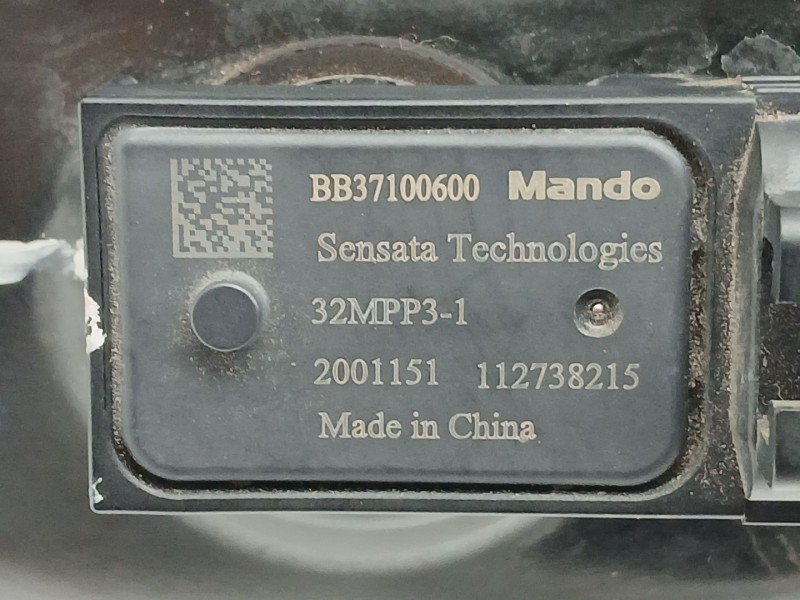 BB37100600 Mando
Sensata Technologies
32MPP3-1
2001151 112738215
Made in China